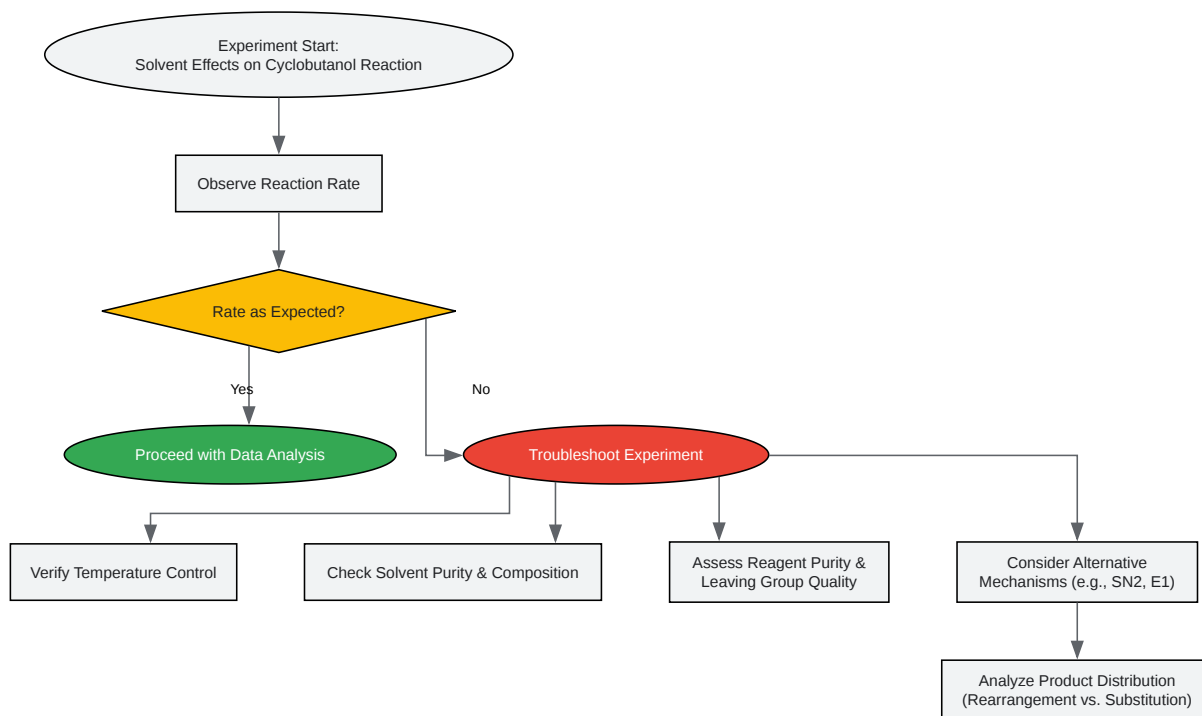 Experiment Start:
Solvent Effects on Cyclobutanol Reaction
Observe Reaction Rate
Rate as Expected?
Yes
No
Proceed with Data Analysis
Troubleshoot Experiment
Verify Temperature Control
Check Solvent Purity & Composition
Assess Reagent Purity &
Leaving Group Quality
Consider Alternative
Mechanisms (e.g., SN2, E1)
Analyze Product Distribution
(Rearrangement vs. Substitution)